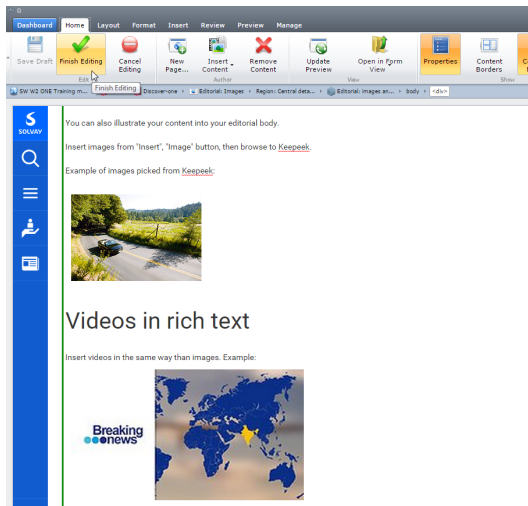 Dashboard Home Layout Format Insert Review Preview Manage
Save Draft Finish Editing Cancel Editing New Page... Insert Content Remove Content Update Preview Open in Form View Properties Content Borders
Edit Author View Show
Finish Editing
SW W2 ONE Training m... Discover-one Editorial: Images Region: Central deta... Editorial: images an... body <div>
SOLVAY
You can also illustrate your content into your editorial body.
Insert images from "Insert", "Image" button, then browse to Keepeek.
Example of images picked from Keepeek:
Videos in rich text
Insert videos in the same way than images. Example:
Breaking
news